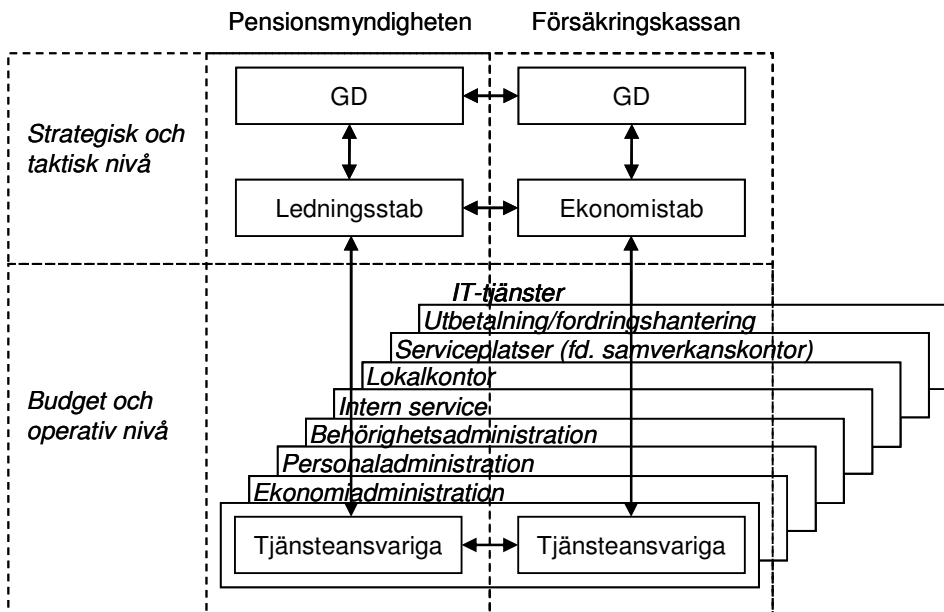 Pensionsmyndigheten Försäkringskassan
GD GD
Strategisk och
taktisk nivå
Ledningsstab Ekonomistab
IT-tjänster
Utbetalning/fordringshantering
Serviceplatser (fd. samverkanskontor)
Lokalkontor
Intern service
Budget och
operativ nivå
Behörighetsadministration
Personaladministration
Ekonomiadministration
Tjänsteansvariga Tjänsteansvariga